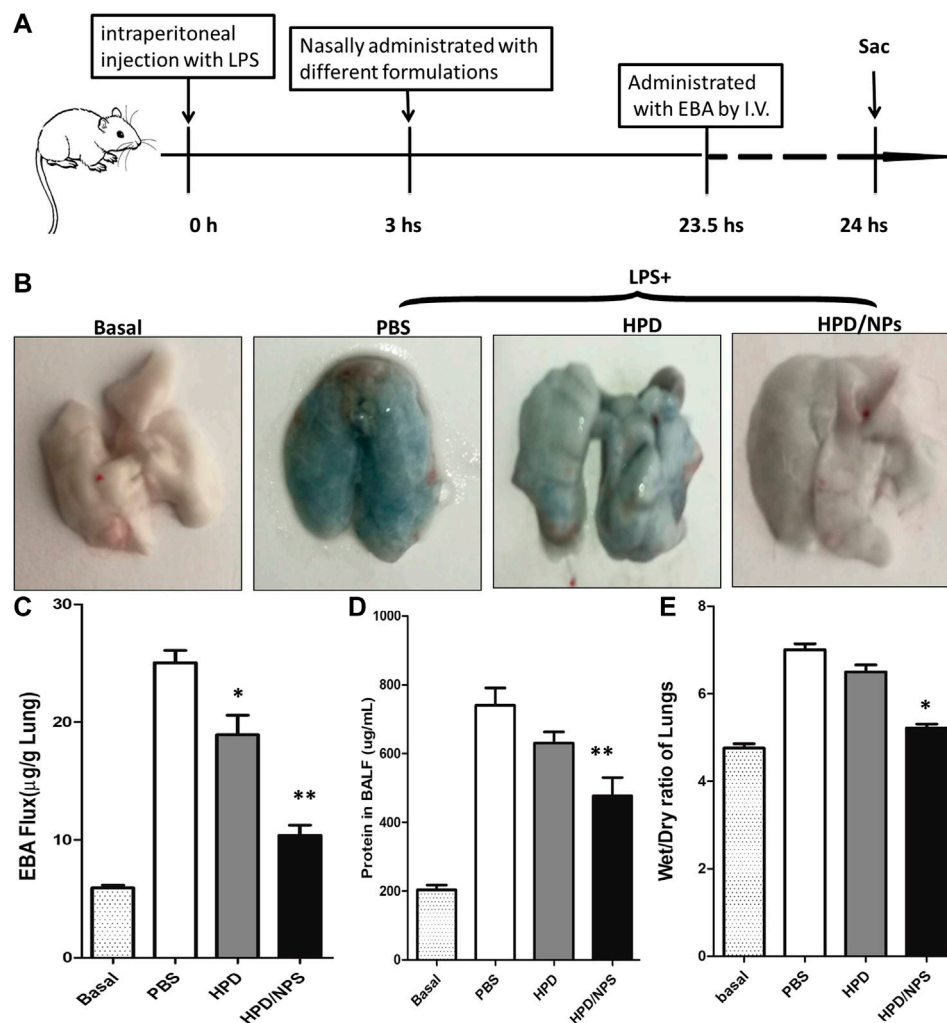 A
intraperitoneal
injection with LPS
Nasally administrated with
different formulations
Administrated
with EBA by I.V.
Sac
0 h
3 hs
23.5 hs
24 hs
B
LPS+
Basal
PBS
HPD
HPD/NPs
C
EBA Flux(μg/g Lung)
30
20
10
0
*
**
Basal
PBS
HPD
HPD/NPS
D
Protein in BALF (ug/mL)
1000
800
600
400
200
0
**
Basal
PBS
HPD
HPD/NPS
E
Wet/Dry ratio of Lungs
8
6
4
2
0
*
basal
PBS
HPD
HPD/NPS